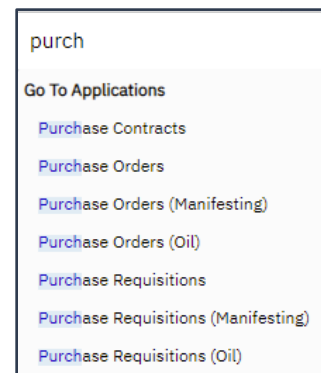 purch
Go To Applications
Purchase Contracts
Purchase Orders
Purchase Orders (Manifesting)
Purchase Orders (Oil)
Purchase Requisitions
Purchase Requisitions (Manifesting)
Purchase Requisitions (Oil)